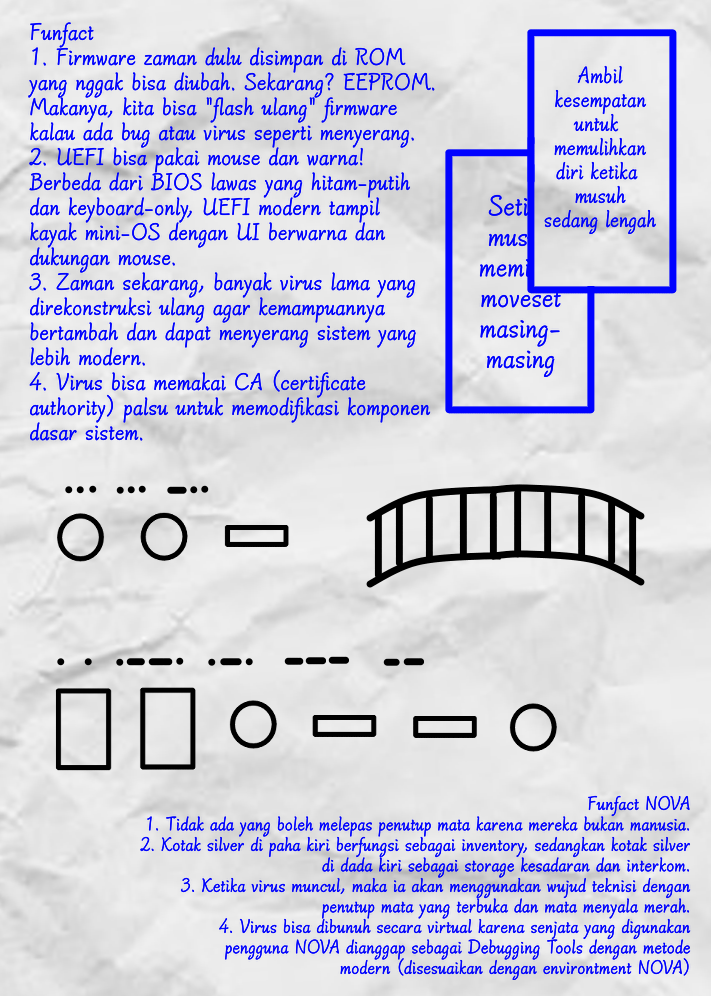 Funfact
1. Firmware zaman dulu disimpan di ROM
yang nggak bisa diubah. Sekarang? EEPROM.
Makanya, kita bisa "flash ulang" firmware
kalau ada bug atau virus seperti menyerang.
2. UEFI bisa pakai mouse dan warna!
Berbeda dari BIOS lawas yang hitam-putih
dan keyboard-only, UEFI modern tampil
kayak mini-OS dengan UI berwarna dan
dukungan mouse.
3. Zaman sekarang, banyak virus lama yang
direkonstruksi ulang agar kemampuannya
bertambah dan dapat menyerang sistem yang
lebih modern.
4. Virus bisa memakai CA (certificate
authority) palsu untuk memodifikasi komponen
dasar sistem.
Ambil
kesempatan
untuk
memulihkan
diri ketika
musuh
sedang lengah
moveset
masing-
masing
Funfact NOVA
1. Tidak ada yang boleh melepas penutup mata karena mereka bukan manusia.
2. Kotak silver di paha kiri berfungsi sebagai inventory, sedangkan kotak silver
di dada kiri sebagai storage kesadaran dan interkom.
3. Ketika virus muncul, maka ia akan menggunakan wujud teknisi dengan
penutup mata yang terbuka dan mata menyala merah.
4. Virus bisa dibunuh secara virtual karena senjata yang digunakan
pengguna NOVA dianggap sebagai Debugging Tools dengan metode
modern (disesuaikan dengan environtment NOVA)